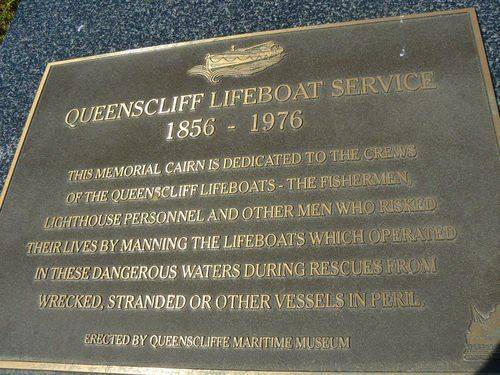 QUEENSCLIFF LIFEBOAT SERVICE
1856 - 1976
THIS MEMORIAL CAIRN IS DEDICATED TO THE CREWS
OF THE QUEENSCLIFF LIFEBOATS - THE FISHERMEN,
LIGHTHOUSE PERSONNEL AND OTHER MEN WHO RISKED
THEIR LIVES BY MANNING THE LIFEBOATS WHICH OPERATED
IN THESE DANGEROUS WATERS DURING RESCUES FROM
WRECKED, STRANDED OR OTHER VESSELS IN PERIL.
ERECTED BY QUEENSCLIFFE MARITIME MUSEUM